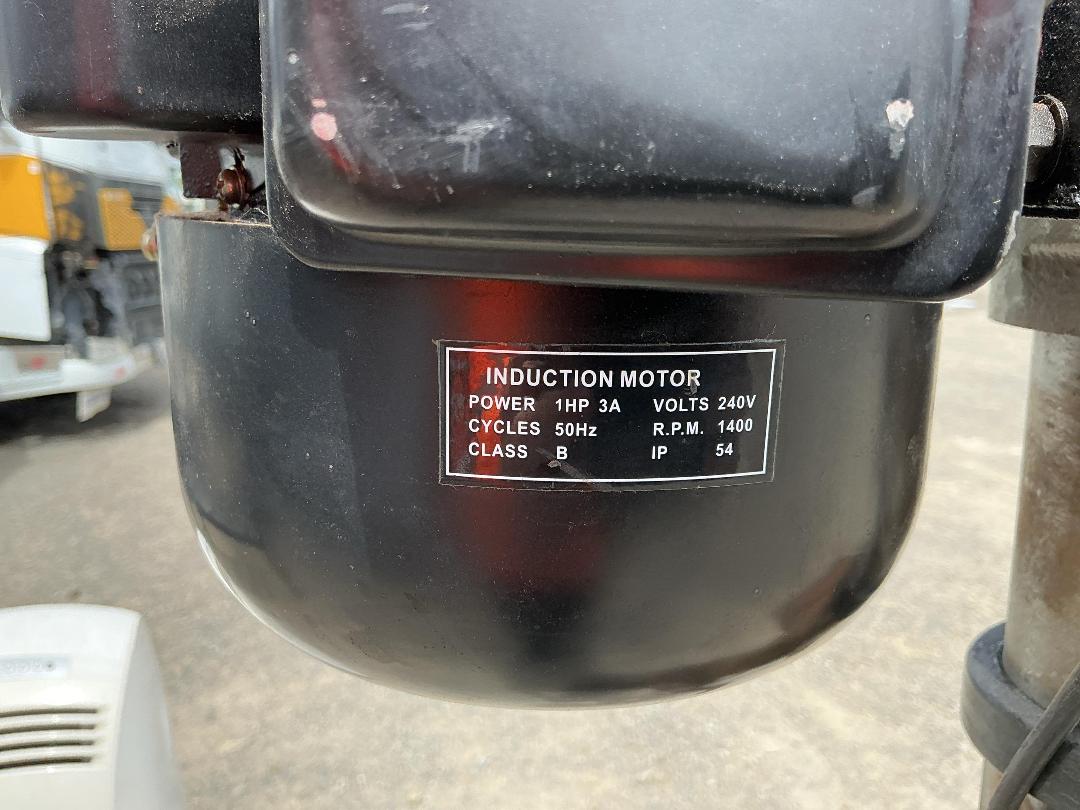 INDUCTION MOTOR
POWER 1HP 3A VOLTS 240V
CYCLES 50Hz R.P.M. 1400
CLASS B IP 54